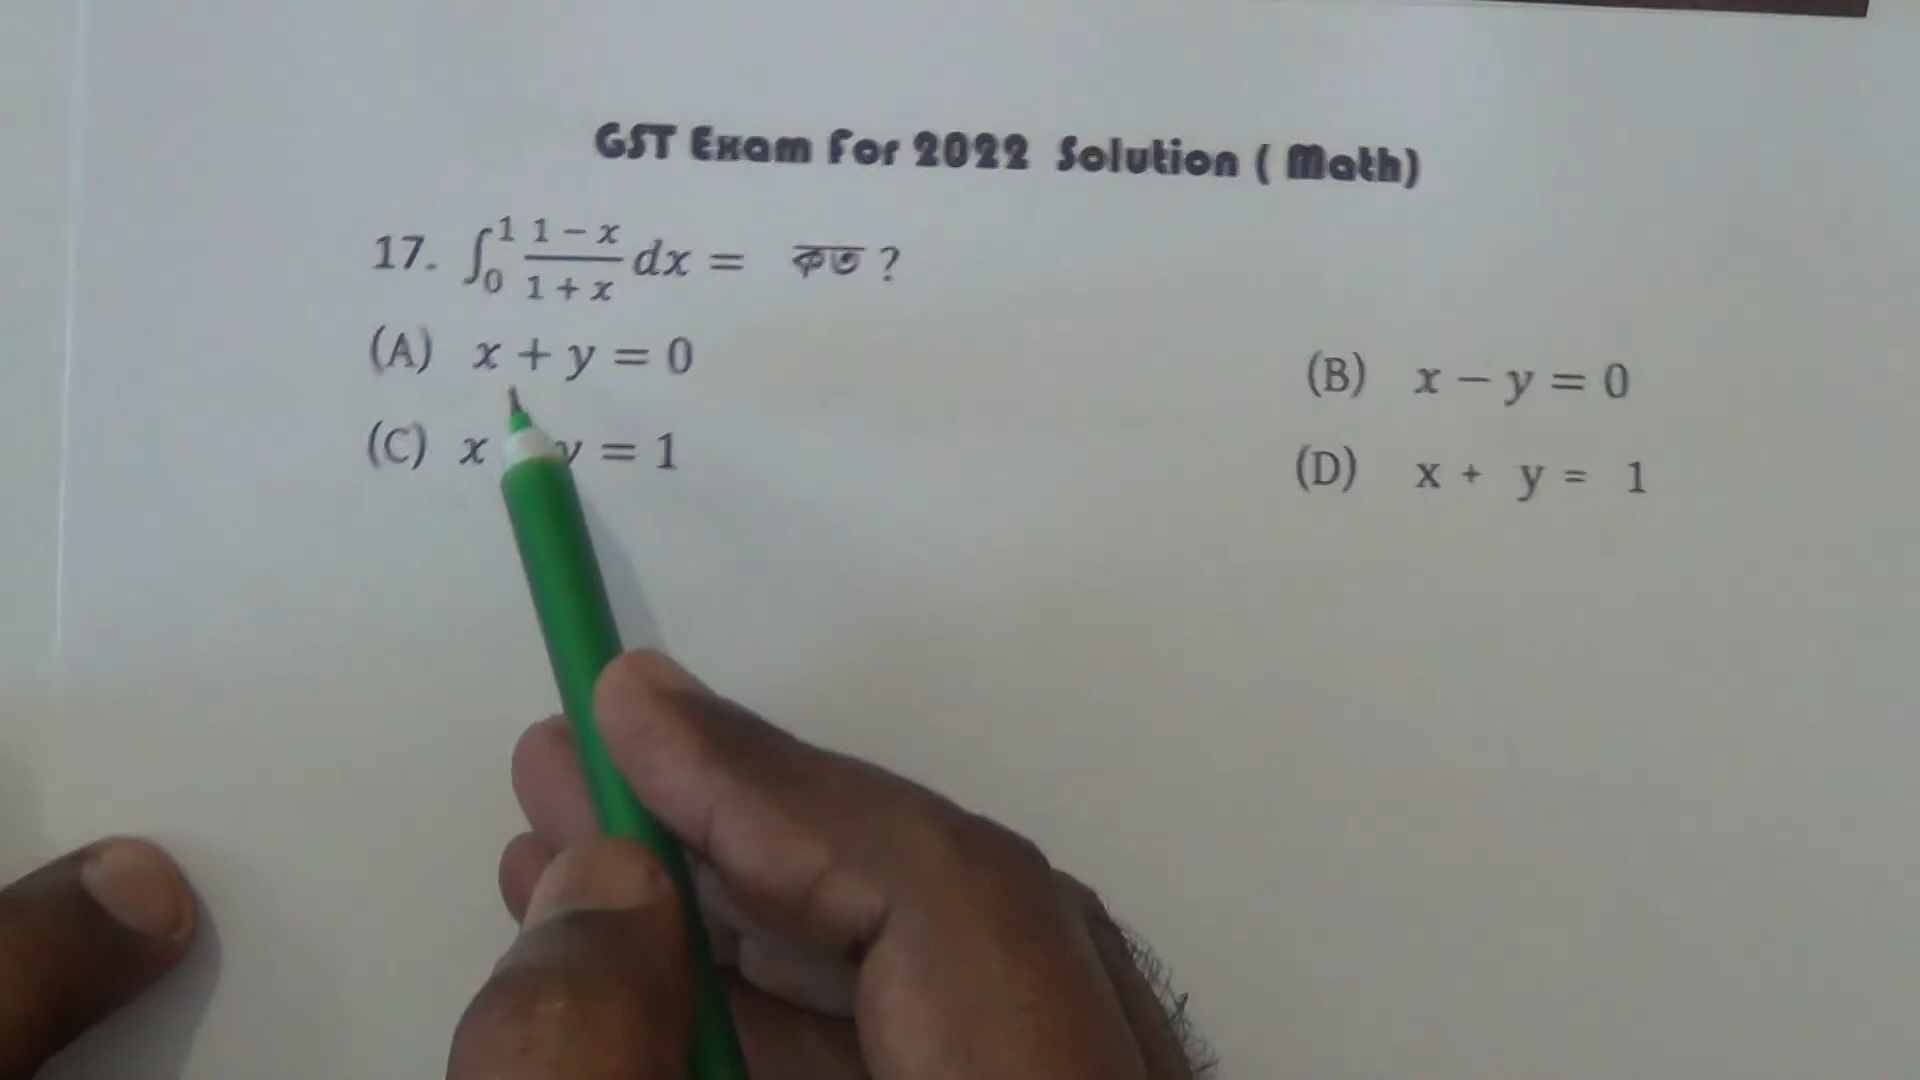 GST Exam For 2022 Solution ( Math)
17. ∫₀¹ (1 − x)/(1 + x) dx = কত ?
(A) x + y = 0
(B) x − y = 0
(C) x y = 1
(D) x + y = 1